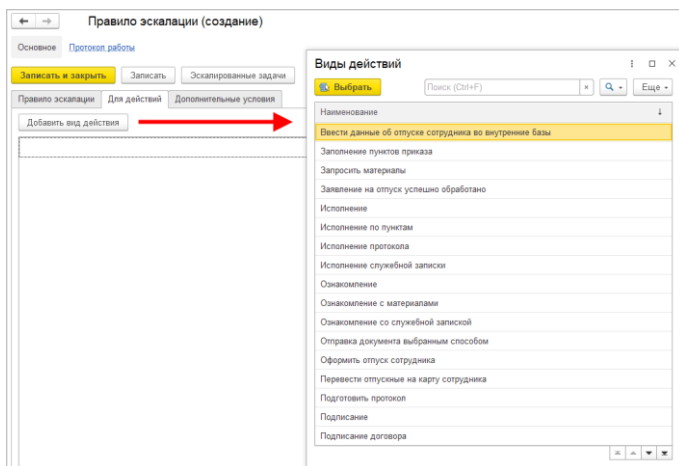 Правило эскалации (создание)
Основное Протокол работы
Записать и закрыть Записать Эскалированные задачи
Правило эскалации Для действий Дополнительные условия
Добавить вид действия
Виды действий
Выбрать Поиск (Ctrl+F) × Еще
Наименование ↓
Ввести данные об отпуске сотрудника во внутренние базы
Заполнение пунктов приказа
Запросить материалы
Заявление на отпуск успешно обработано
Исполнение
Исполнение по пунктам
Исполнение протокола
Исполнение служебной записки
Ознакомление
Ознакомление с материалами
Ознакомление со служебной запиской
Отправка документа выбранным способом
Оформить отпуск сотрудника
Перевести отпускные на карту сотрудника
Подготовить протокол
Подписание
Подписание договора